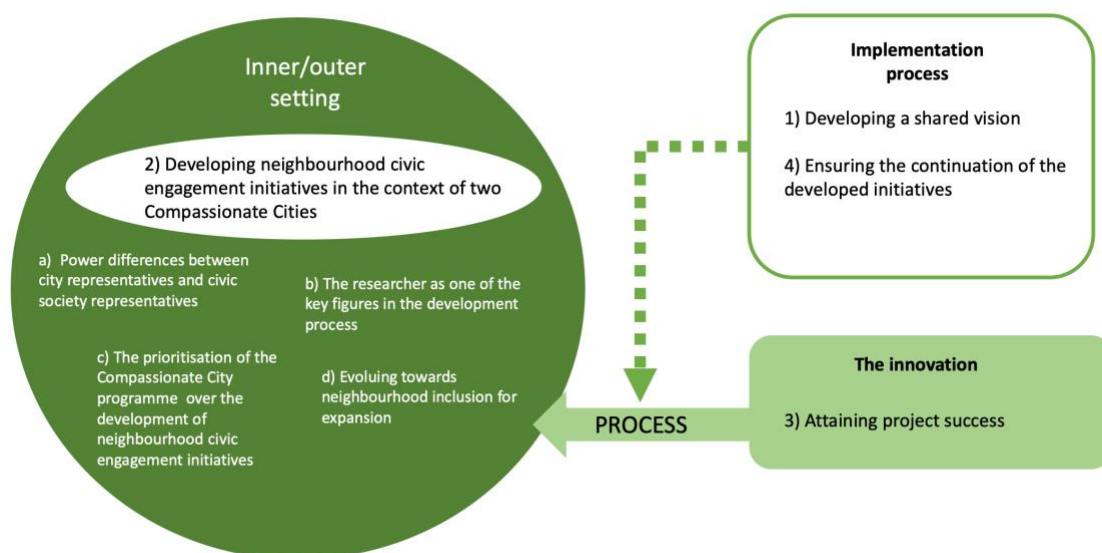 Inner/outer
setting
2) Developing neighbourhood civic
engagement initiatives in the context of two
Compassionate Cities
a) Power differences between
city representatives and civic
society representatives
b) The researcher as one of the
key figures in the development
process
c) The prioritisation of the
Compassionate City
programme over the
development of
neighbourhood civic
engagement initiatives
d) Evoluing towards
neighbourhood inclusion for
expansion
Implementation
process
1) Developing a shared vision
4) Ensuring the continuation of the
developed initiatives
PROCESS
The innovation
3) Attaining project success